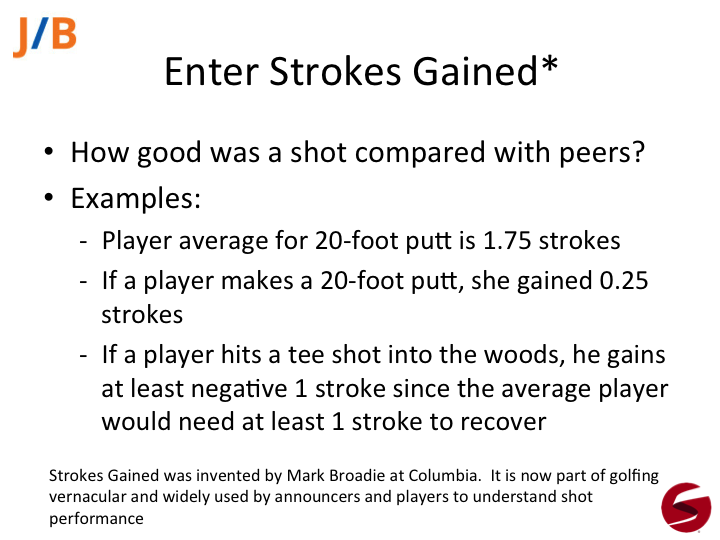 J/B
Enter Strokes Gained*
• How good was a shot compared with peers?
• Examples:
- Player average for 20-foot putt is 1.75 strokes
- If a player makes a 20-foot putt, she gained 0.25
strokes
- If a player hits a tee shot into the woods, he gains
at least negative 1 stroke since the average player
would need at least 1 stroke to recover
Strokes Gained was invented by Mark Broadie at Columbia.  It is now part of golfing
vernacular and widely used by announcers and players to understand shot
performance
S